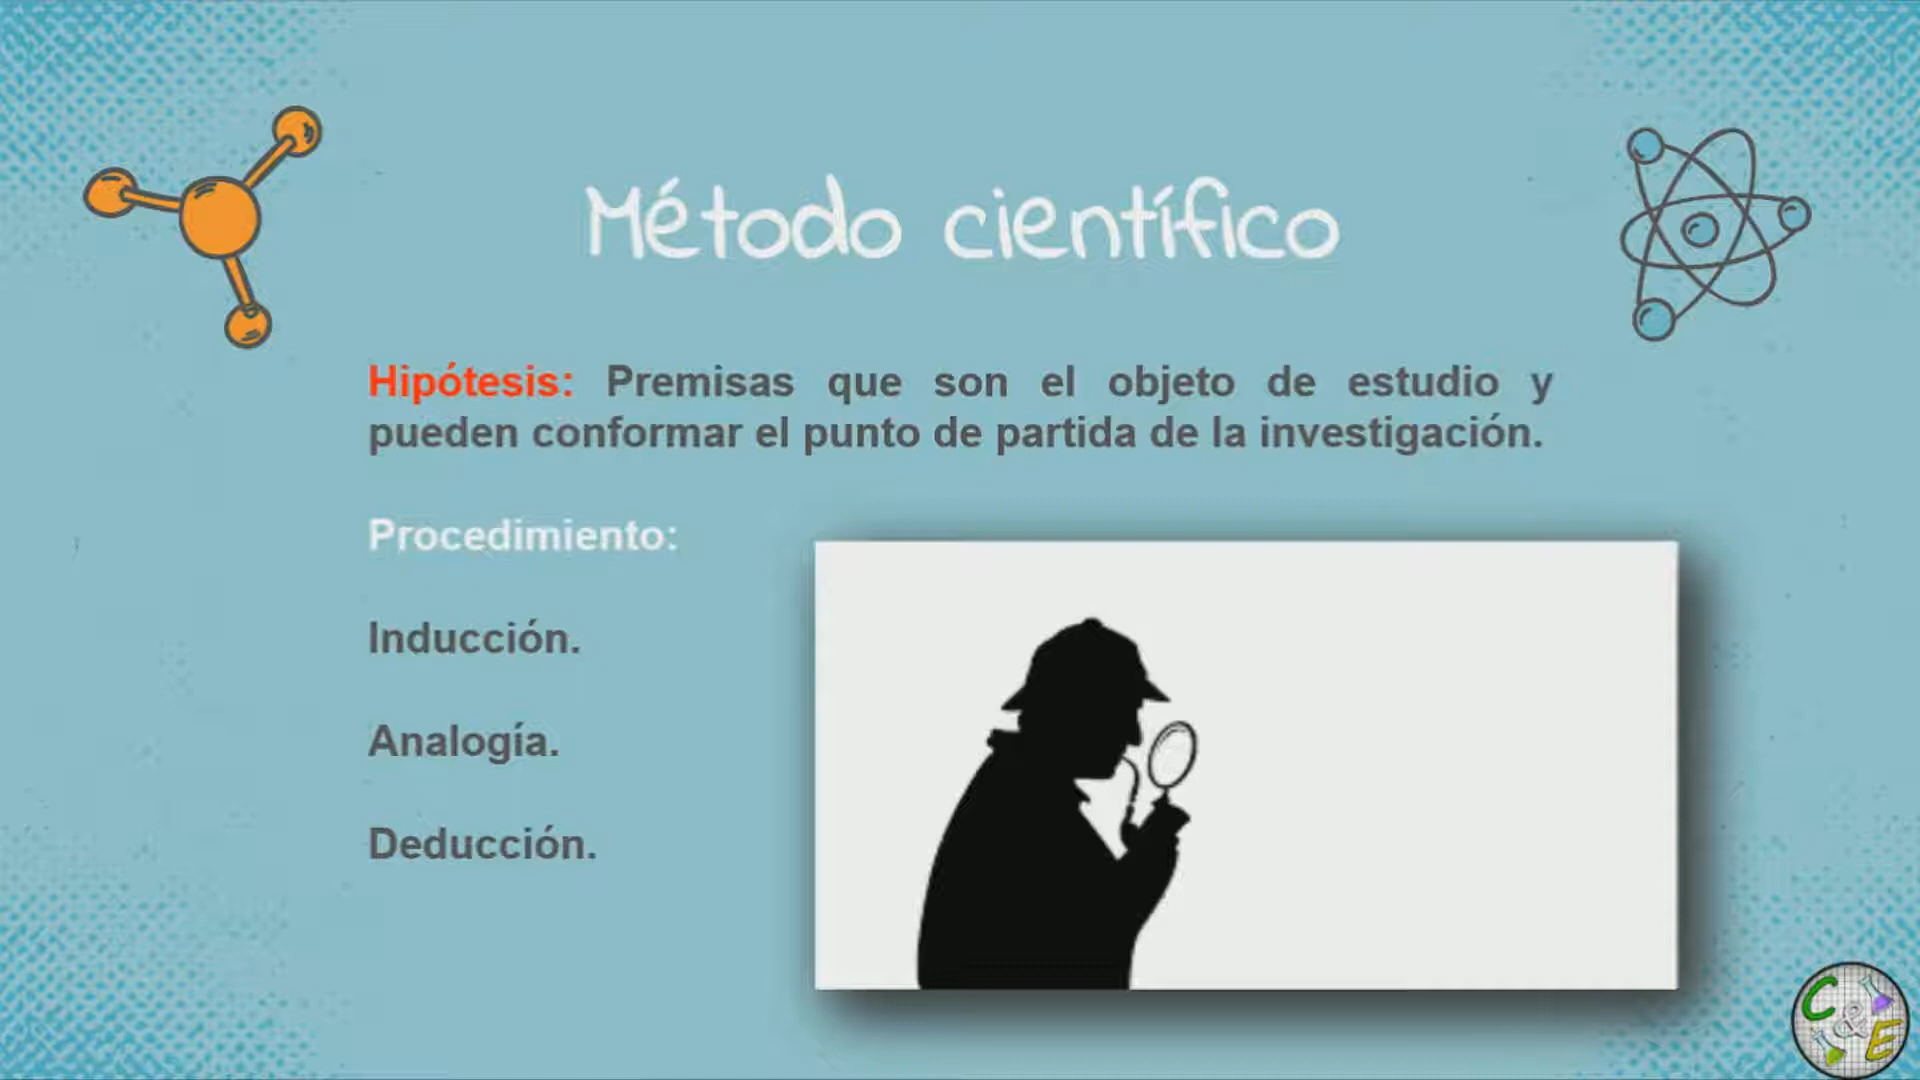 Método científico
Hipótesis: Premisas que son el objeto de estudio y
pueden conformar el punto de partida de la investigación.
Procedimiento:
Inducción.
Analogía.
Deducción.
C&E